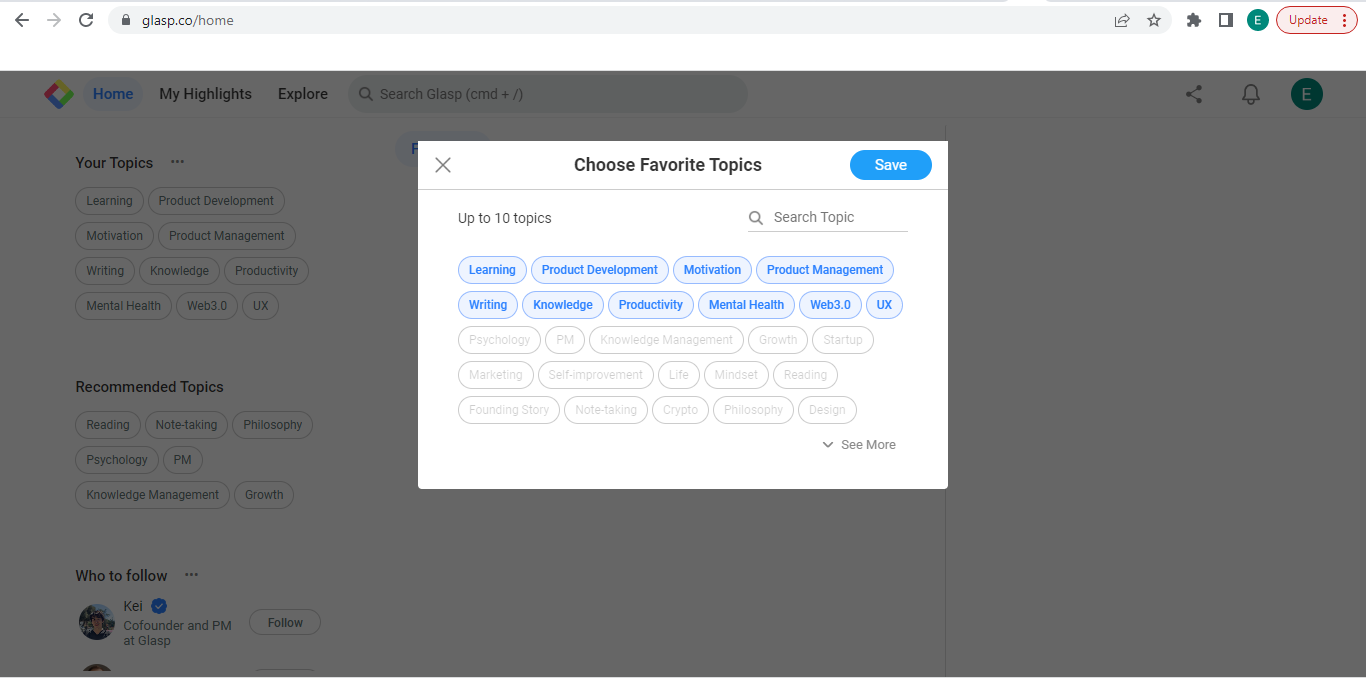 glasp.co/home
E
Update
Home My Highlights Explore Search Glasp (cmd + /)
E
Your Topics ...
Learning Product Development
Motivation Product Management
Writing Knowledge Productivity
Mental Health Web3.0 UX
Recommended Topics
Reading Note-taking Philosophy
Psychology PM
Knowledge Management Growth
Who to follow ...
Kei
Cofounder and PM
at Glasp
Follow
F
Choose Favorite Topics
Save
Up to 10 topics
Search Topic
Learning Product Development Motivation Product Management
Writing Knowledge Productivity Mental Health Web3.0 UX
Psychology PM Knowledge Management Growth Startup
Marketing Self-improvement Life Mindset Reading
Founding Story Note-taking Crypto Philosophy Design
See More